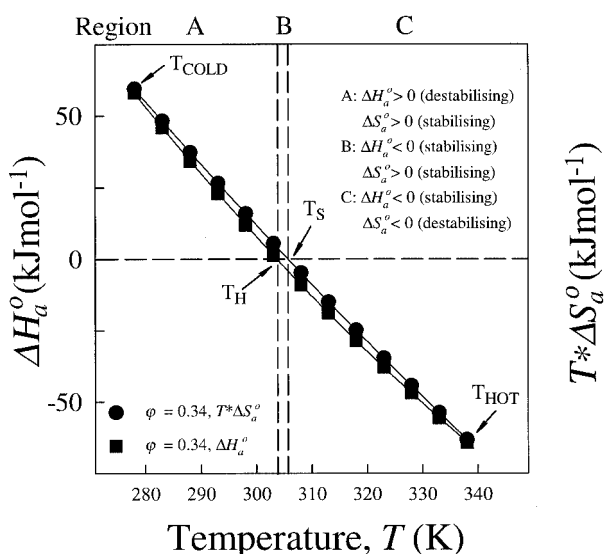 Region A B C
T_COLD
A: ΔH_a^o > 0 (destabilising)
ΔS_a^o > 0 (stabilising)
B: ΔH_a^o < 0 (stabilising)
ΔS_a^o > 0 (stabilising)
C: ΔH_a^o < 0 (stabilising)
ΔS_a^o < 0 (destabilising)
50
0
-50
T_S
T_H
T_HOT
ΔH_a^o (kJmol^-1)
T*ΔS_a^o (kJmol^-1)
φ = 0.34, T*ΔS_a^o
φ = 0.34, ΔH_a^o
280 290 300 310 320 330 340
Temperature, T (K)